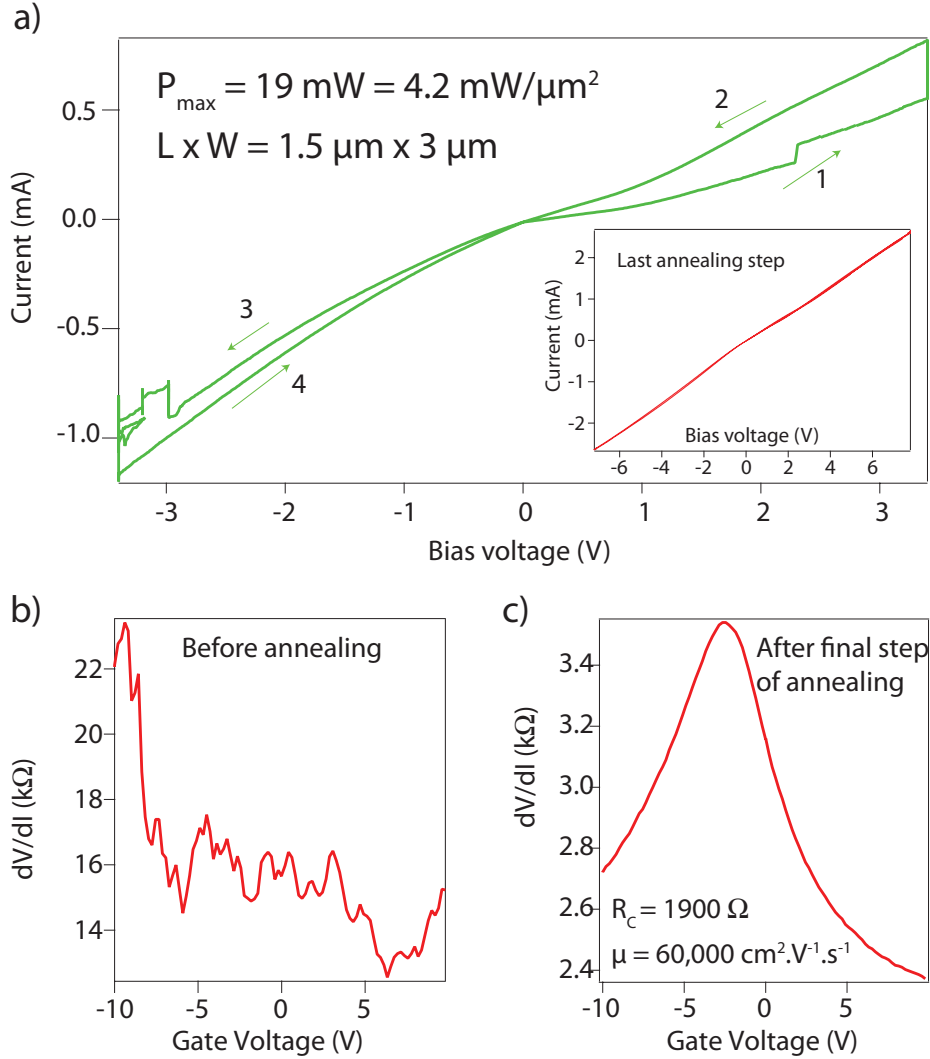 a)
P_max = 19 mW = 4.2 mW/μm²
L x W = 1.5 μm x 3 μm
2
1
3
4
0.5
0.0
-0.5
-1.0
Current (mA)
-3
-2
-1
0
1
2
3
Bias voltage (V)
Last annealing step
2
1
0
-1
-2
Current (mA)
Bias voltage (V)
-6
-4
-2
0
2
4
6
b)
Before annealing
22
20
18
16
14
dV/dI (kΩ)
-10
-5
0
5
Gate Voltage (V)
c)
After final step
of annealing
3.4
3.2
3.0
2.8
2.6
2.4
dV/dI (kΩ)
R_C = 1900 Ω
μ = 60,000 cm².V⁻¹.s⁻¹
-10
-5
0
5
Gate Voltage (V)